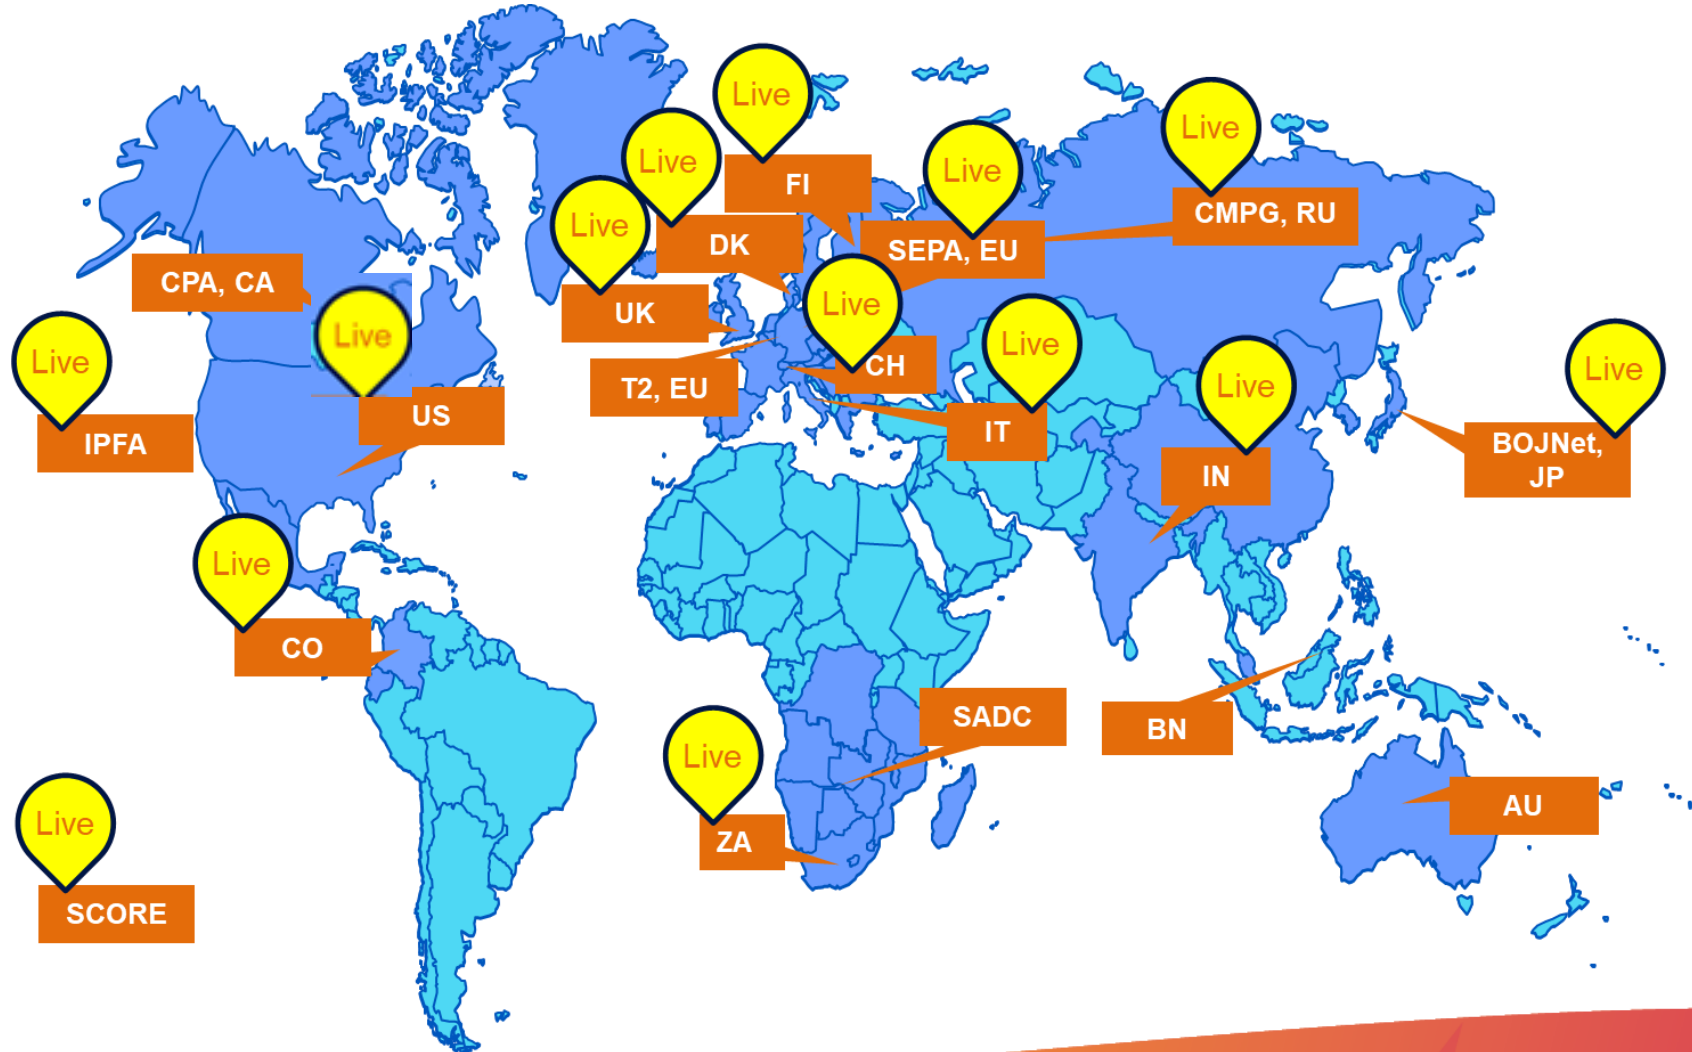 Live
FI
Live
CMPG, RU
Live
SEPA, EU
Live
DK
Live
UK
CPA, CA
Live
US
Live
IPFA
T2, EU
Live
CH
Live
IT
Live
IN
Live
BOJNet,
JP
Live
CO
Live
ZA
SADC
BN
AU
Live
SCORE